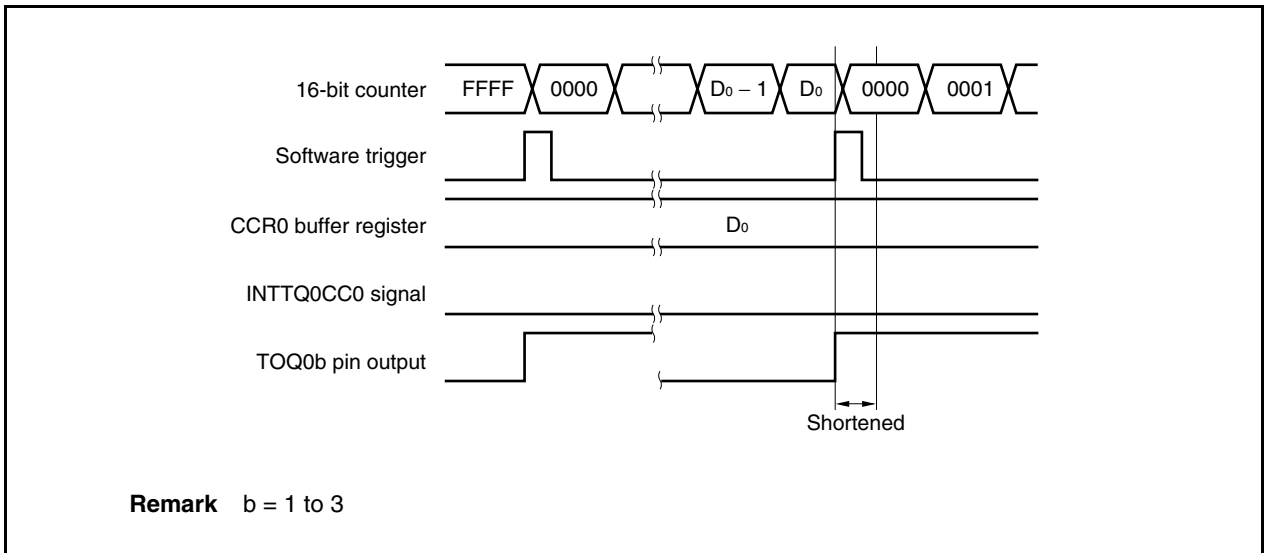 16-bit counter FFFF 0000 D0 − 1 D0 0000 0001
Software trigger
CCR0 buffer register D0
INTTQ0CC0 signal
TOQ0b pin output
Shortened
Remark b = 1 to 3